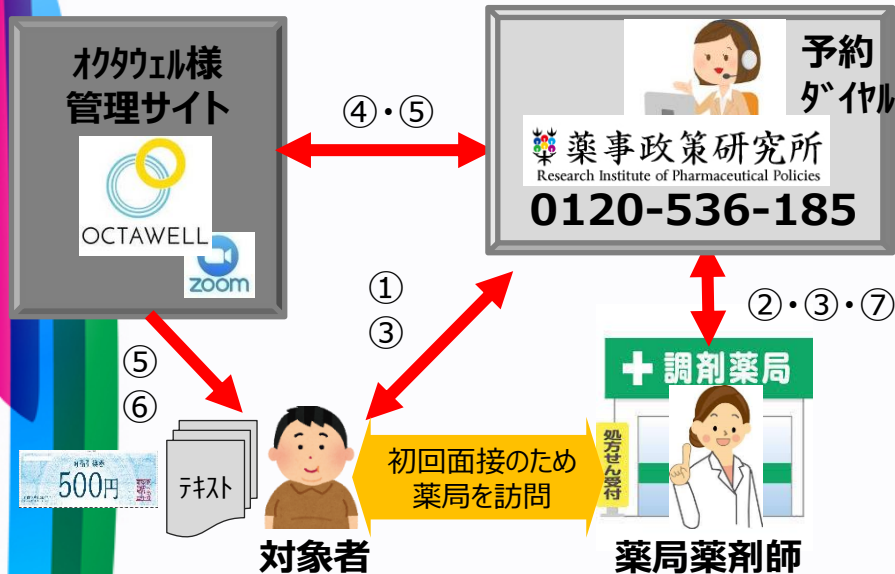 オクタウェル様
管理サイト
OCTAWELL
zoom
④・⑤
予約
ダイヤル
薬事政策研究所
Research Institute of Pharmaceutical Policies
0120-536-185
①
③
②・③・⑦
⑤
⑥
500円
テキスト
対象者
初回面接のため
薬局を訪問
調剤薬局
処方せん受付
薬局薬剤師